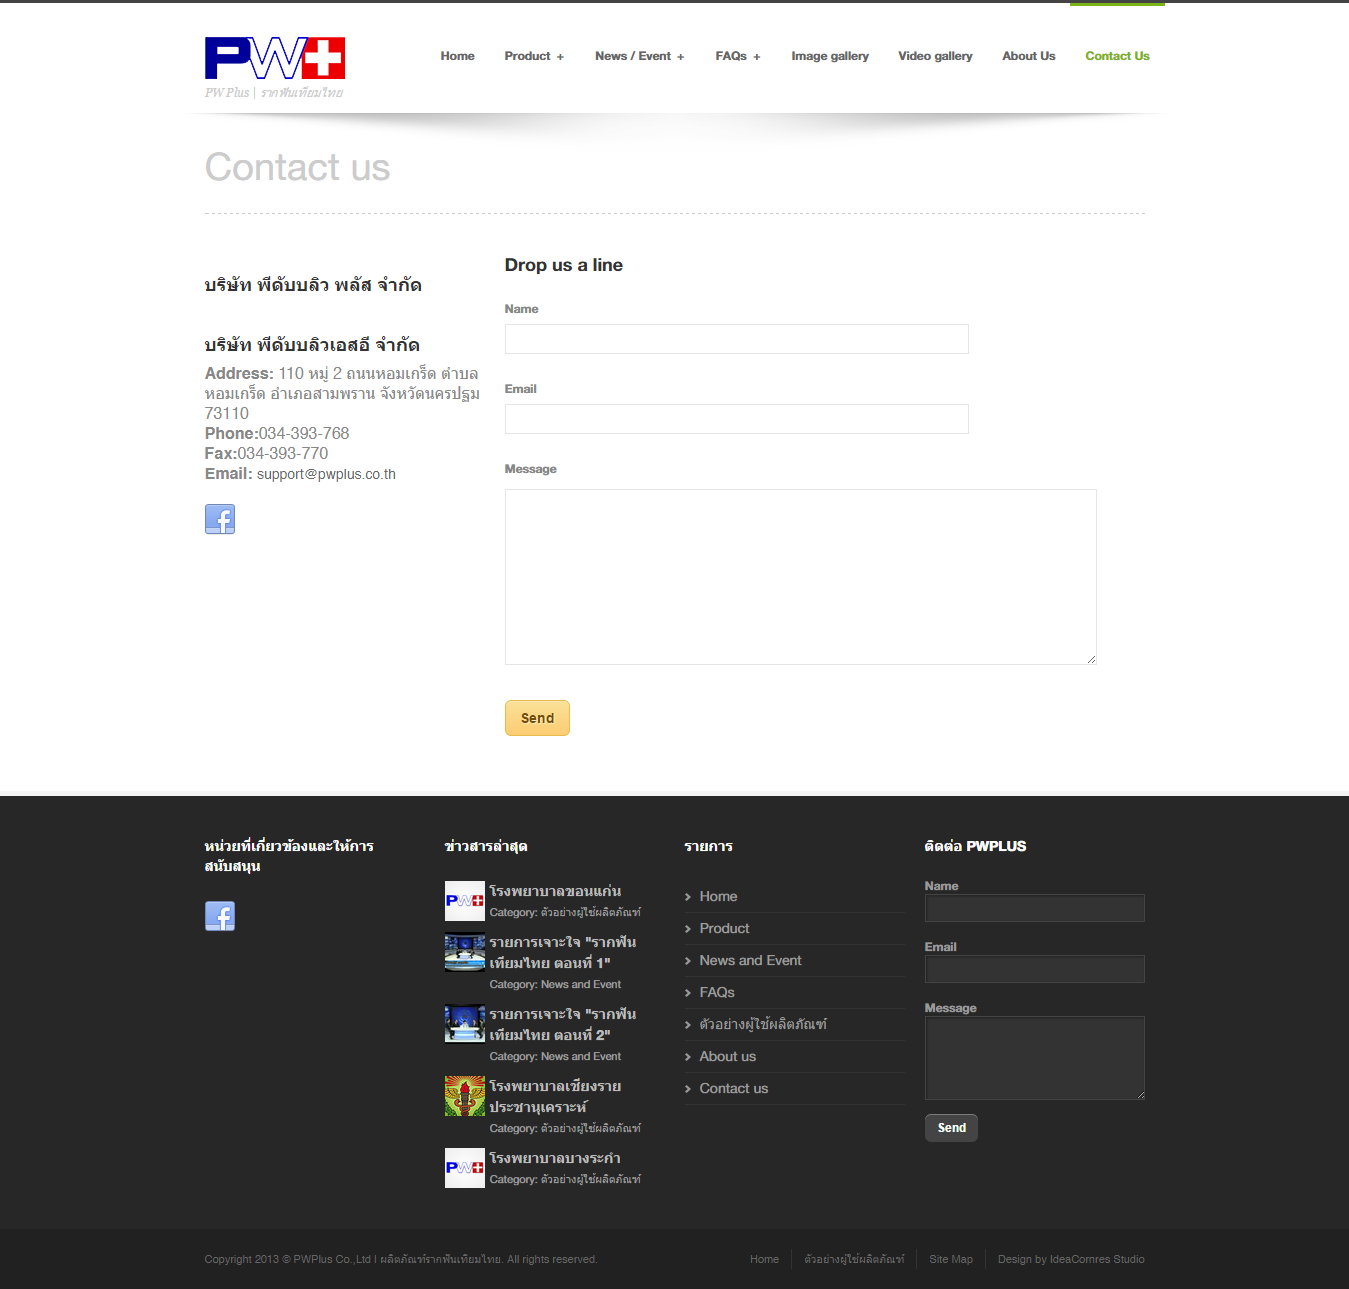 PW
PW Plus | รากฟันเทียมไทย
Home
Product +
News / Event +
FAQs +
Image gallery
Video gallery
About Us
Contact Us
Contact us
บริษัท พีดับบลิว พลัส จำกัด
บริษัท พีดับบลิวเอสอี จำกัด
Address: 110 หมู่ 2 ถนนหอมเกร็ด ตำบล
หอมเกร็ด อำเภอสามพราน จังหวัดนครปฐม
73110
Phone:034-393-768
Fax:034-393-770
Email: support@pwplus.co.th
Drop us a line
Name
Email
Message
Send
หน่วยที่เกี่ยวข้องและให้การ
สนับสนุน
ข่าวสารล่าสุด
โรงพยาบาลขอนแก่น
Category: ตัวอย่างผู้ใช้ผลิตภัณฑ์
รายการเจาะใจ "รากฟัน
เทียมไทย ตอนที่ 1"
Category: News and Event
รายการเจาะใจ "รากฟัน
เทียมไทย ตอนที่ 2"
Category: News and Event
โรงพยาบาลเชียงราย
ประชานุเคราะห์
Category: ตัวอย่างผู้ใช้ผลิตภัณฑ์
PW
โรงพยาบาลบางระกำ
Category: ตัวอย่างผู้ใช้ผลิตภัณฑ์
รายการ
Home
Product
News and Event
FAQs
ตัวอย่างผู้ใช้ผลิตภัณฑ์
About us
Contact us
ติดต่อ PWPLUS
Name
Email
Message
Send
Copyright 2013 © PWPlus Co.,Ltd | ผลิตภัณฑ์รากฟันเทียมไทย. All rights reserved.
Home
ตัวอย่างผู้ใช้ผลิตภัณฑ์
Site Map
Design by IdeaCornres Studio